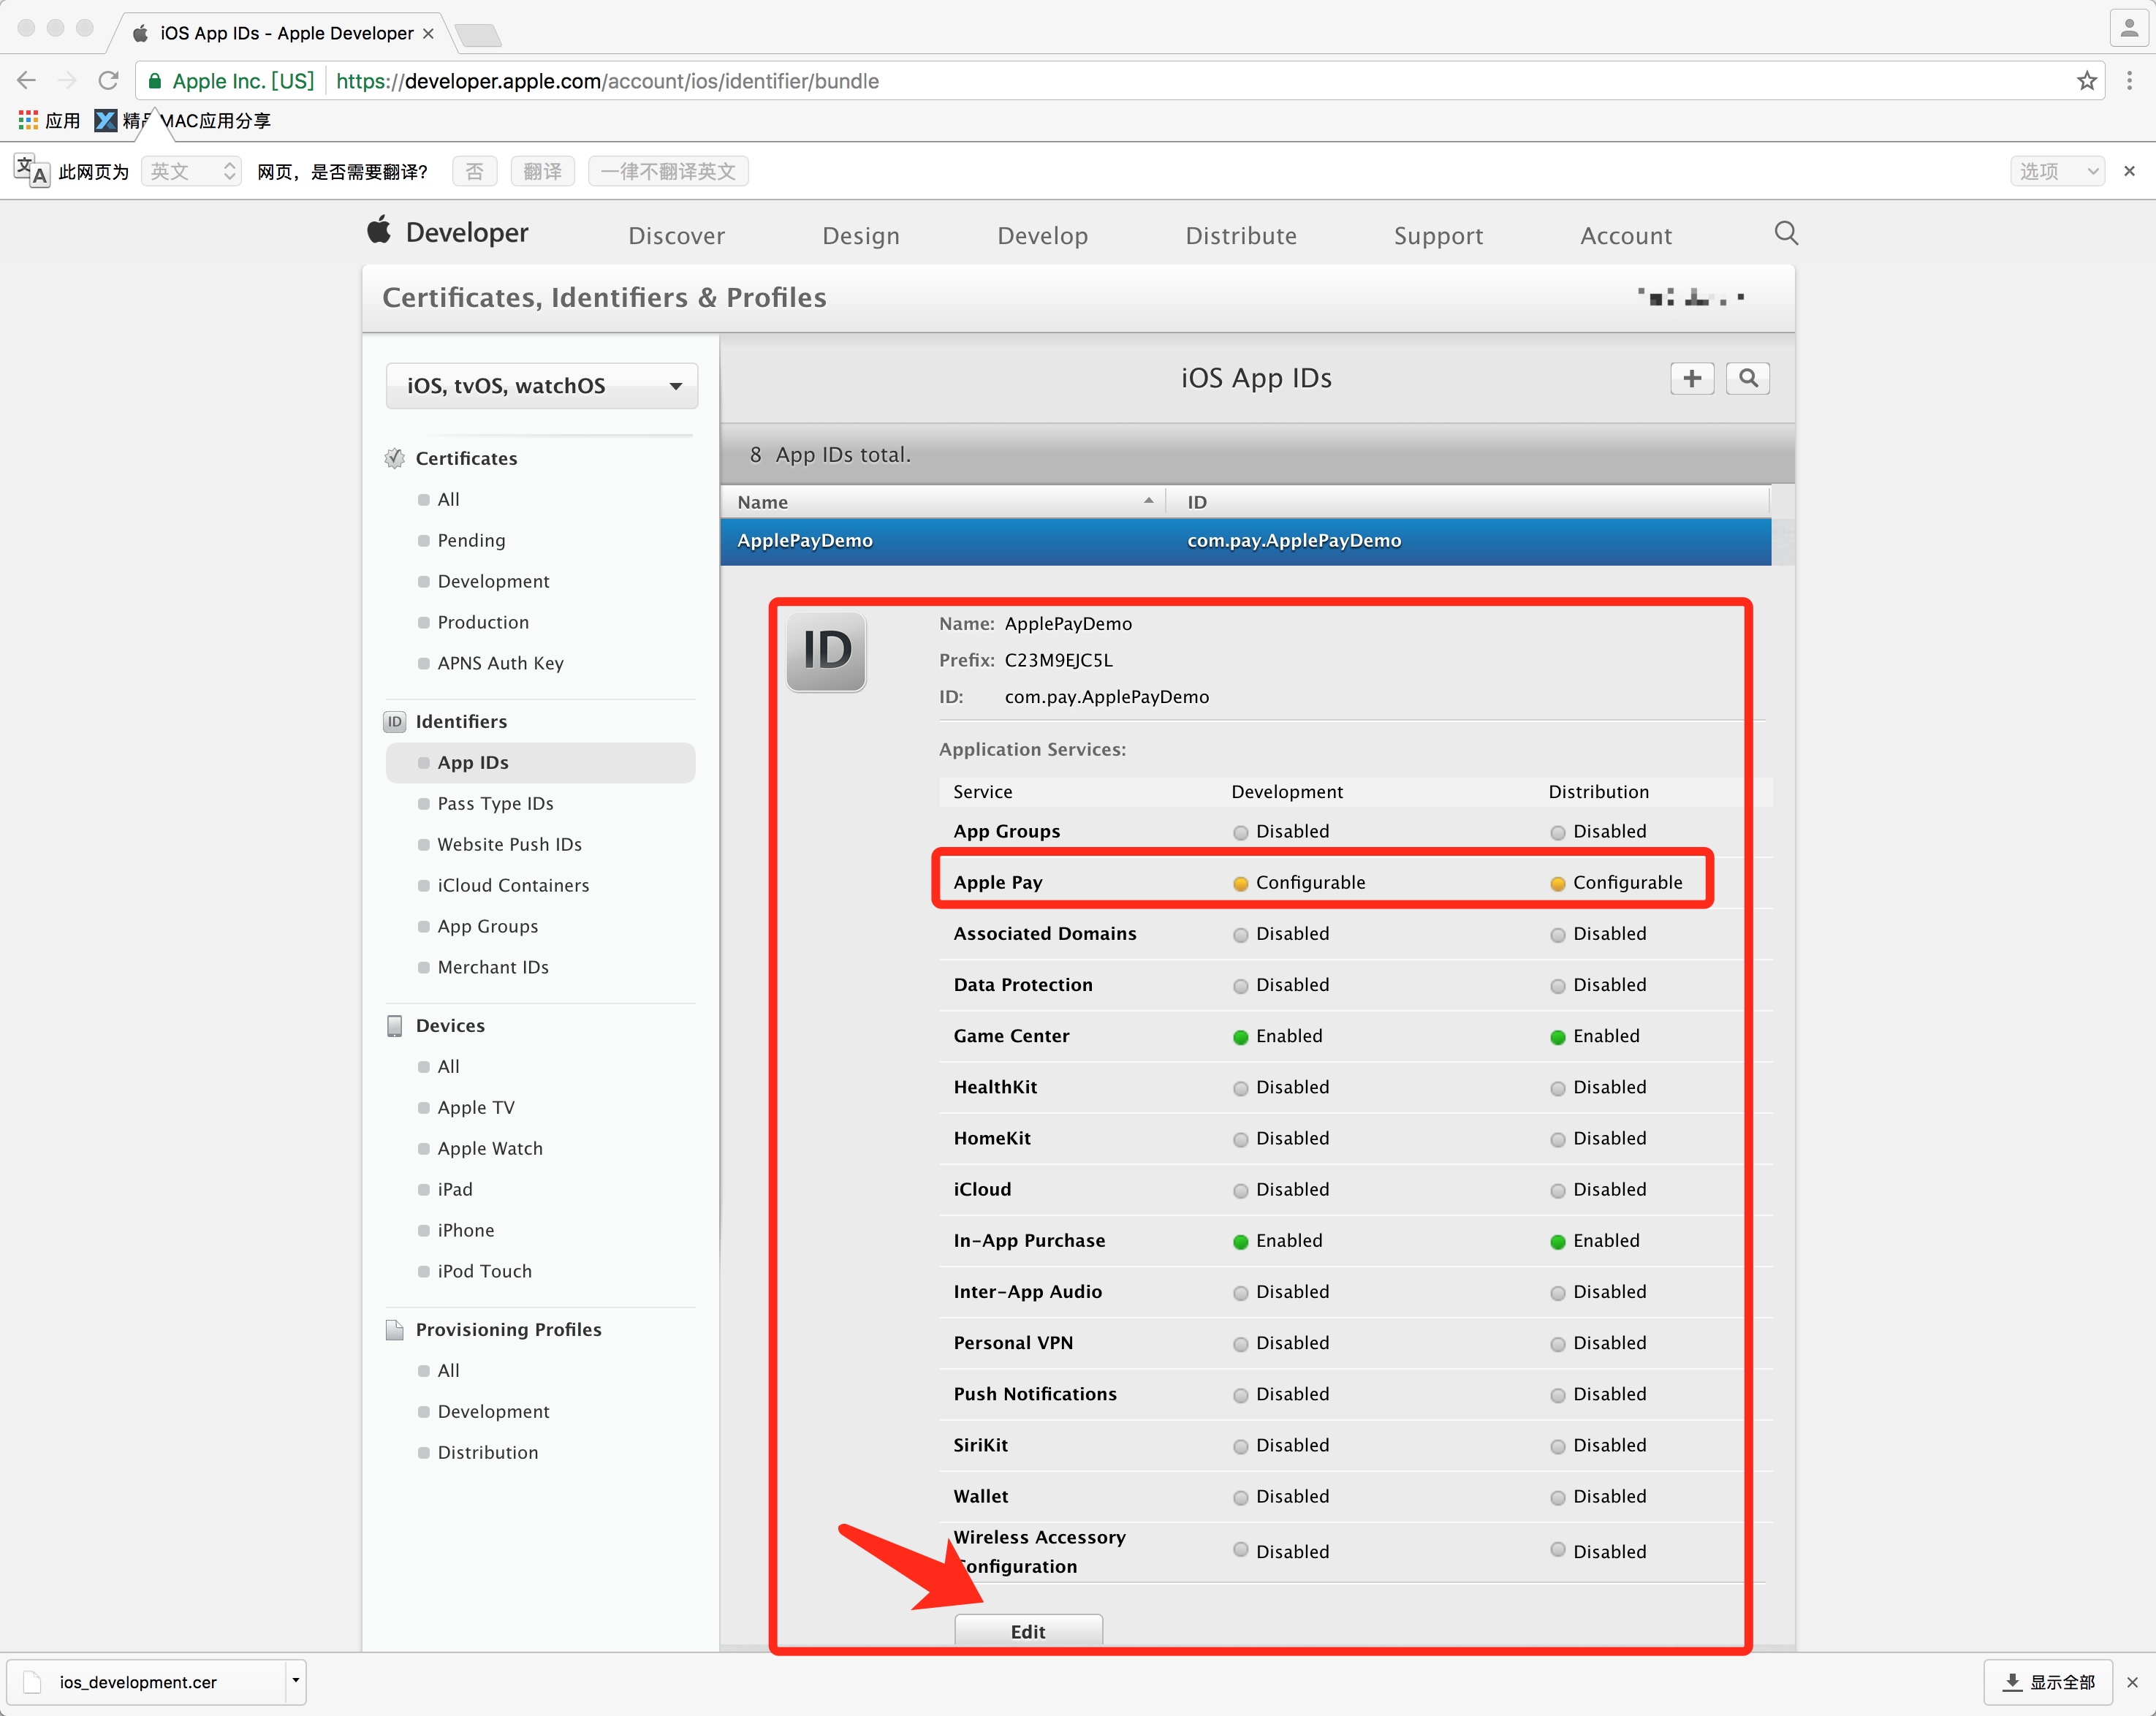 iOS App IDs - Apple Developer
Apple Inc. [US] https://developer.apple.com/account/ios/identifier/bundle
应用 精品MAC应用分享
此网页为 英文 网页，是否需要翻译? 否 翻译 一律不翻译英文 选项
Developer Discover Design Develop Distribute Support Account
Certificates, Identifiers & Profiles
iOS, tvOS, watchOS
Certificates
All
Pending
Development
Production
APNS Auth Key
ID Identifiers
App IDs
Pass Type IDs
Website Push IDs
iCloud Containers
App Groups
Merchant IDs
Devices
All
Apple TV
Apple Watch
iPad
iPhone
iPod Touch
Provisioning Profiles
All
Development
Distribution
iOS App IDs
8 App IDs total.
Name ID
ApplePayDemo com.pay.ApplePayDemo
ID
Name: ApplePayDemo
Prefix: C23M9EJC5L
ID: com.pay.ApplePayDemo
Application Services:
Service Development Distribution
App Groups Disabled Disabled
Apple Pay Configurable Configurable
Associated Domains Disabled Disabled
Data Protection Disabled Disabled
Game Center Enabled Enabled
HealthKit Disabled Disabled
HomeKit Disabled Disabled
iCloud Disabled Disabled
In-App Purchase Enabled Enabled
Inter-App Audio Disabled Disabled
Personal VPN Disabled Disabled
Push Notifications Disabled Disabled
SiriKit Disabled Disabled
Wallet Disabled Disabled
Wireless Accessory
Configuration Disabled Disabled
Edit
ios_development.cer 显示全部